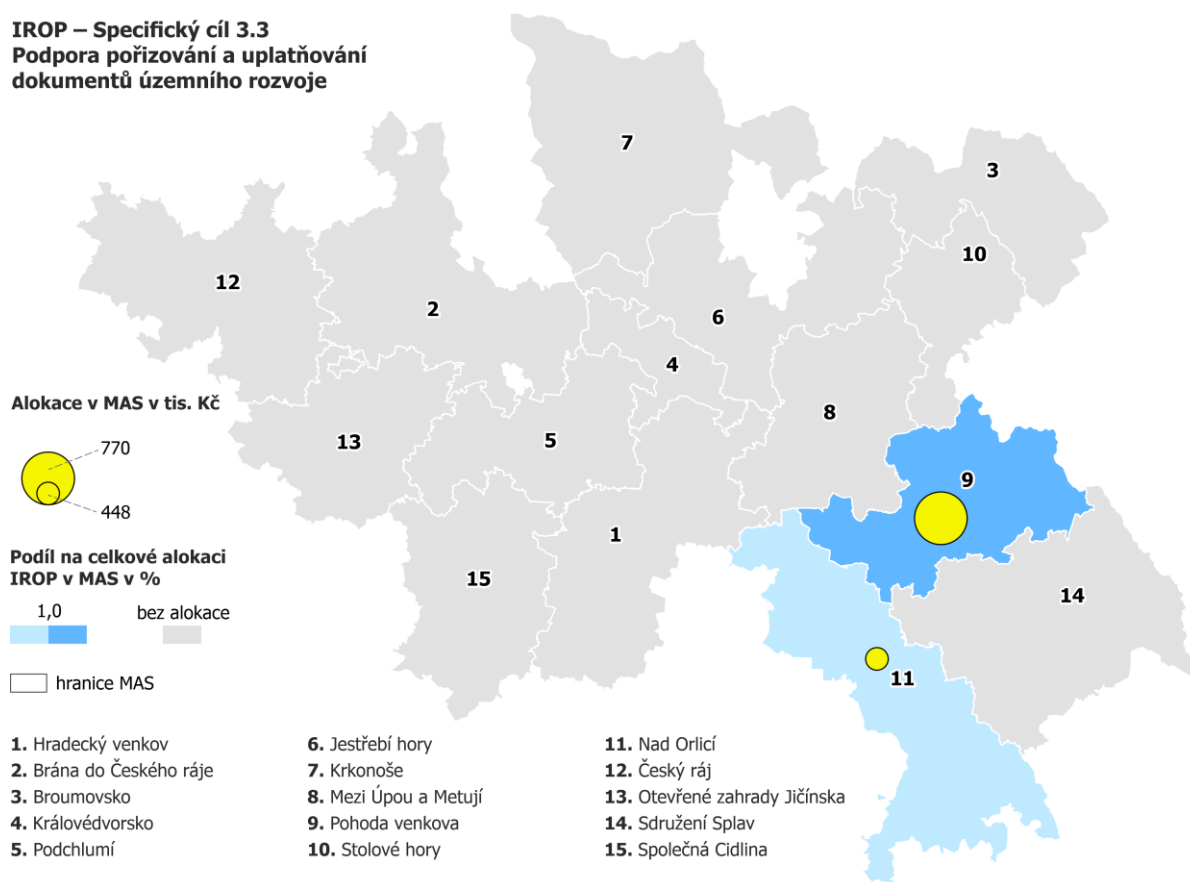 IROP – Specifický cíl 3.3
Podpora pořizování a uplatňování
dokumentů územního rozvoje
7
3
10
12
2
6
4
8
13
5
9
1
15
14
11
Alokace v MAS v tis. Kč
770
448
Podíl na celkové alokaci
IROP v MAS v %
1,0
bez alokace
hranice MAS
1. Hradecký venkov
2. Brána do Českého ráje
3. Broumovsko
4. Královédvorsko
5. Podchlumí
6. Jestřebí hory
7. Krkonoše
8. Mezi Úpou a Metují
9. Pohoda venkova
10. Stolové hory
11. Nad Orlicí
12. Český ráj
13. Otevřené zahrady Jičínska
14. Sdružení Splav
15. Společná Cidlina